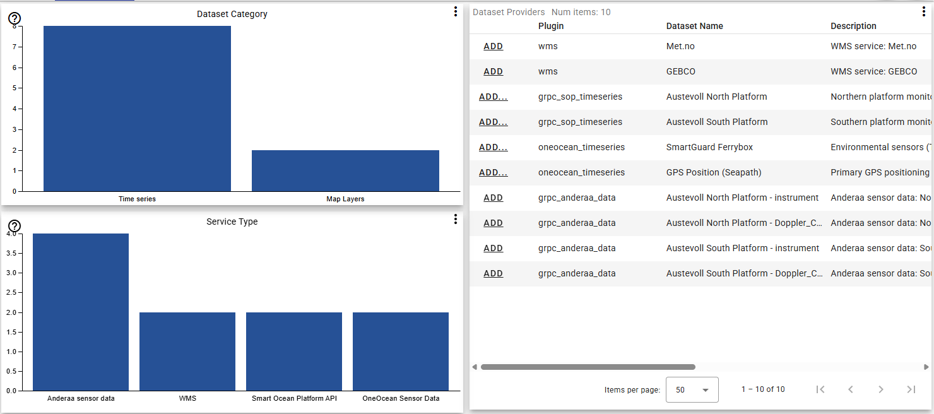 Dataset Category
8
7
6
5
4
3
2
1
0
Time series
Map Layers
Service Type
4.0
3.5
3.0
2.5
2.0
1.5
1.0
0.5
0.0
Anderaa sensor data
WMS
Smart Ocean Platform API
OneOcean Sensor Data
Dataset Providers Num items: 10
Plugin Dataset Name Description
ADD wms Met.no WMS service: Met.no
ADD wms GEBCO WMS service: GEBCO
ADD... grpc_sop_timeseries Austevoll North Platform Northern platform monit
ADD... grpc_sop_timeseries Austevoll South Platform Southern platform monit
ADD... oneocean_timeseries SmartGuard Ferrybox Environmental sensors (
ADD... oneocean_timeseries GPS Position (Seapath) Primary GPS positioning
ADD grpc_anderaa_data Austevoll North Platform - instrument Anderaa sensor data: No
ADD grpc_anderaa_data Austevoll North Platform - Doppler_C... Anderaa sensor data: No
ADD grpc_anderaa_data Austevoll South Platform - instrument Anderaa sensor data: Sou
ADD grpc_anderaa_data Austevoll South Platform - Doppler_C... Anderaa sensor data: Sou
Items per page: 50 1 – 10 of 10